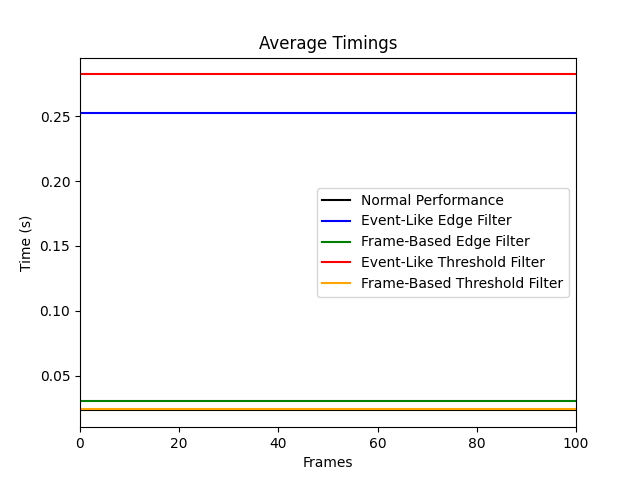 Average Timings
Time (s)
0.25
0.20
0.15
0.10
0.05
Normal Performance
Event-Like Edge Filter
Frame-Based Edge Filter
Event-Like Threshold Filter
Frame-Based Threshold Filter
0 20 40 60 80 100
Frames